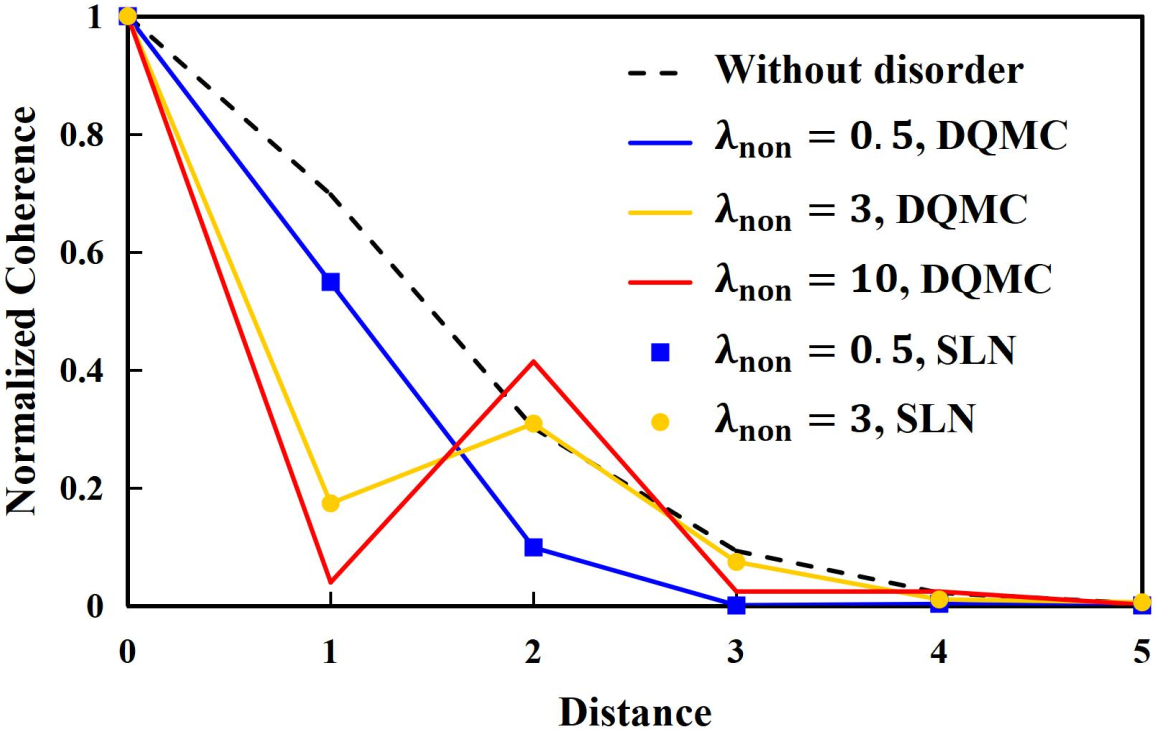 1
0.8
0.6
0.4
0.2
0
0 1 2 3 4 5
Normalized Coherence
Distance
Without disorder
λnon = 0.5, DQMC
λnon = 3, DQMC
λnon = 10, DQMC
λnon = 0.5, SLN
λnon = 3, SLN